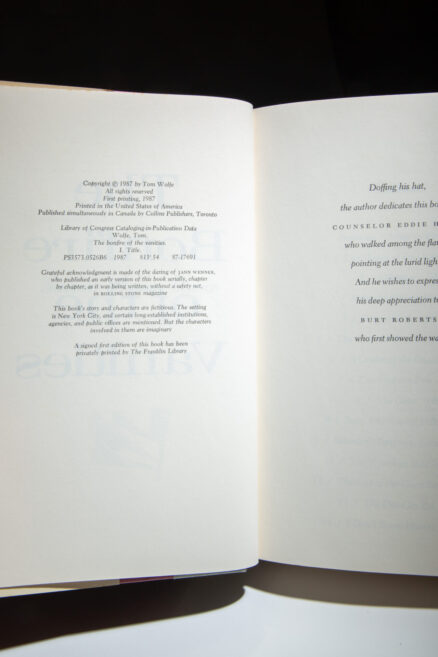 Copyright © 1987 by Tom Wolfe
All rights reserved
First printing, 1987
Printed in the United States of America
Published simultaneously in Canada by Collins Publishers, Toronto
Library of Congress Cataloging-in-Publication Data
Wolfe, Tom.
The bonfire of the vanities.
I. Title.
PS3573.O526B6 1987 813'.54 87-17691
Grateful acknowledgment is made of the daring of JANN WENNER,
who published an early version of this book serially, chapter
by chapter, as it was being written, without a safety net,
in ROLLING STONE magazine
This book's story and characters are fictitious. The setting
is New York City, and certain long-established institutions,
agencies, and public offices are mentioned. But the characters
involved in them are imaginary
A signed first edition of this book has been
privately printed by The Franklin Library
Doffing his hat,
the author dedicates this
COUNSELOR EDDIE
who walked among the
pointing at the lurid
And he wishes to
his deep appreciation
BURT ROBERTS
who first showed the
Vanities